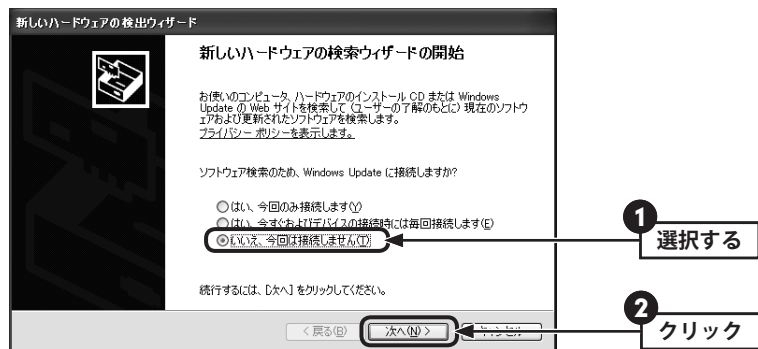 新しいハードウェアの検出ウィザード
新しいハードウェアの検索ウィザードの開始
お使いのコンピュータ、ハードウェアのインストール CD または Windows
Update の Web サイトを検索して (ユーザーの了解のもとに) 現在のソフトウ
ェアおよび更新されたソフトウェアを検索します。
プライバシー ポリシーを表示します。
ソフトウェア検索のため、Windows Update に接続しますか?
はい、今回のみ接続します(Y)
はい、今すぐおよびデバイスの接続時には毎回接続します(E)
いいえ、今回は接続しません(T)
1
選択する
続行するには、[次へ] をクリックしてください。
< 戻る(B) 次へ(N) > キャンセル
2
クリック